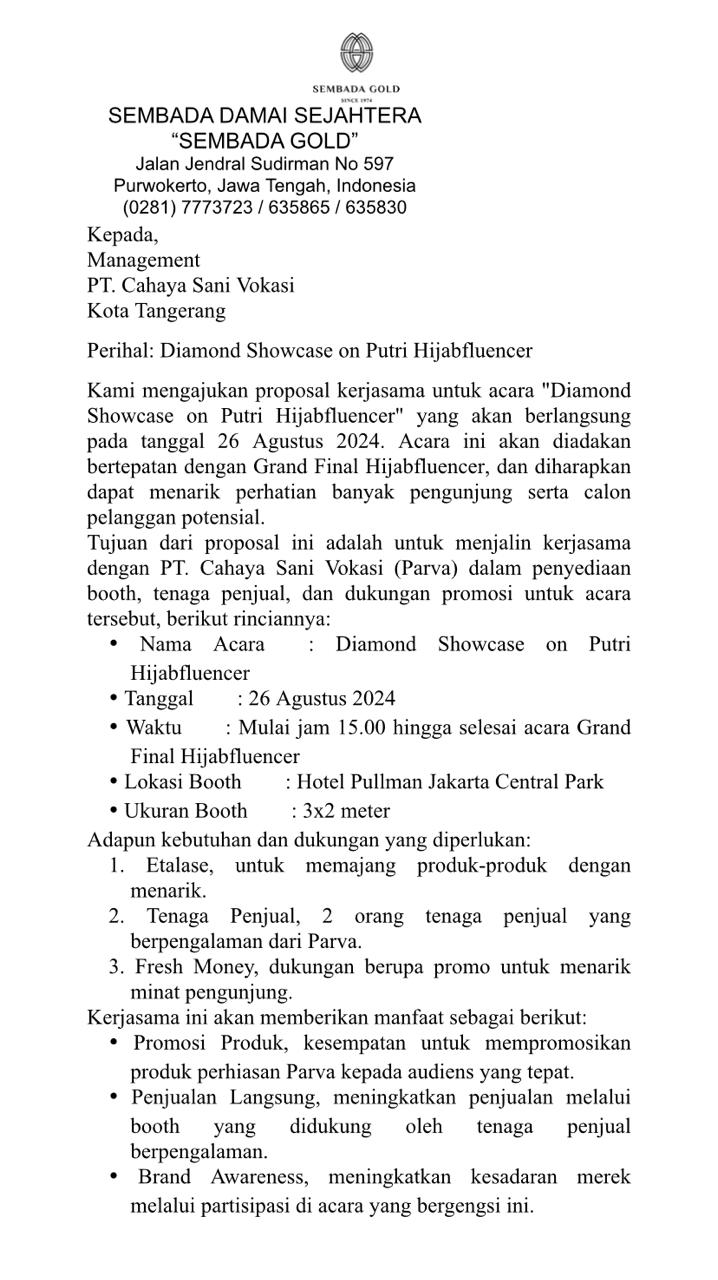 SEMBADA GOLD
SINCE 1974
SEMBADA DAMAI SEJAHTERA
“SEMBADA GOLD”
Jalan Jendral Sudirman No 597
Purwokerto, Jawa Tengah, Indonesia
(0281) 7773723 / 635865 / 635830
Kepada,
Management
PT. Cahaya Sani Vokasi
Kota Tangerang
Perihal: Diamond Showcase on Putri Hijabfluencer
Kami mengajukan proposal kerjasama untuk acara "Diamond
Showcase on Putri Hijabfluencer" yang akan berlangsung
pada tanggal 26 Agustus 2024. Acara ini akan diadakan
bertepatan dengan Grand Final Hijabfluencer, dan diharapkan
dapat menarik perhatian banyak pengunjung serta calon
pelanggan potensial.
Tujuan dari proposal ini adalah untuk menjalin kerjasama
dengan PT. Cahaya Sani Vokasi (Parva) dalam penyediaan
booth, tenaga penjual, dan dukungan promosi untuk acara
tersebut, berikut rinciannya:
• Nama Acara : Diamond Showcase on Putri
Hijabfluencer
• Tanggal : 26 Agustus 2024
• Waktu : Mulai jam 15.00 hingga selesai acara Grand
Final Hijabfluencer
• Lokasi Booth : Hotel Pullman Jakarta Central Park
• Ukuran Booth : 3x2 meter
Adapun kebutuhan dan dukungan yang diperlukan:
1. Etalase, untuk memajang produk-produk dengan
menarik.
2. Tenaga Penjual, 2 orang tenaga penjual yang
berpengalaman dari Parva.
3. Fresh Money, dukungan berupa promo untuk menarik
minat pengunjung.
Kerjasama ini akan memberikan manfaat sebagai berikut:
• Promosi Produk, kesempatan untuk mempromosikan
produk perhiasan Parva kepada audiens yang tepat.
• Penjualan Langsung, meningkatkan penjualan melalui
booth yang didukung oleh tenaga penjual
berpengalaman.
• Brand Awareness, meningkatkan kesadaran merek
melalui partisipasi di acara yang bergengsi ini.